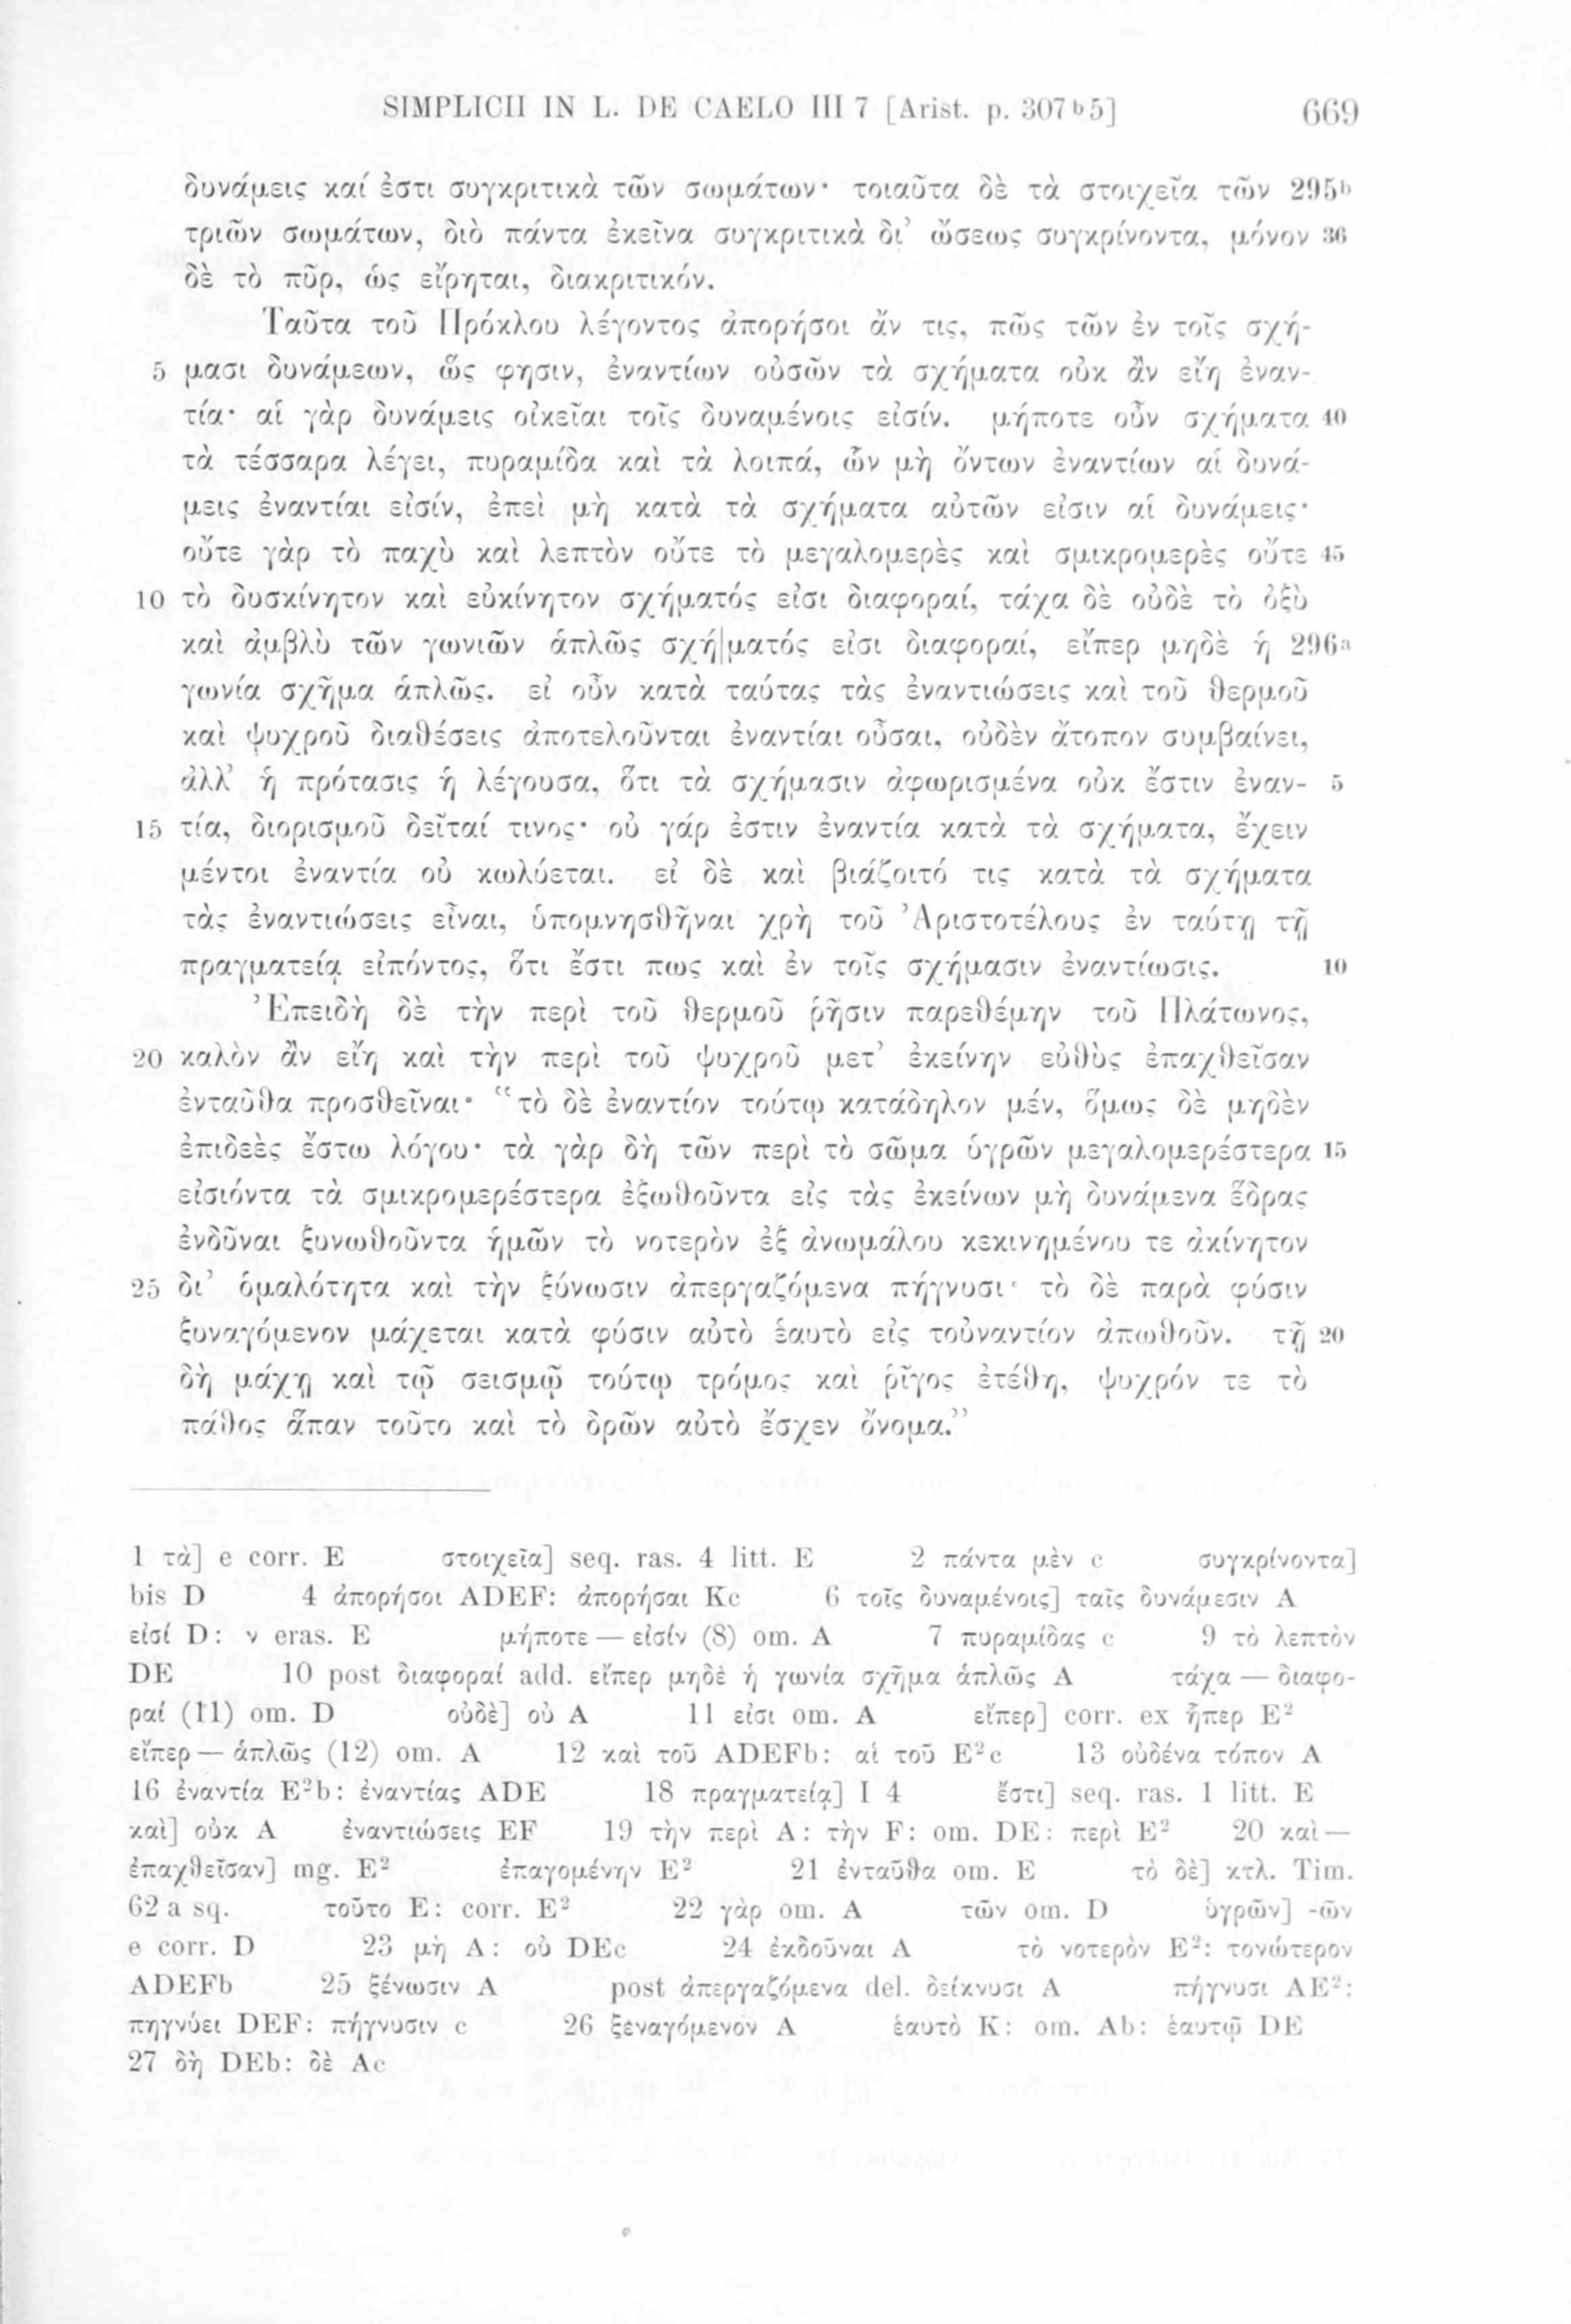 SIMPLICII IN L. DE CAELO III 7 [Arist. p. 307ᵇ5] 669
δυνάμεις καί ἐστι συγκριτικὰ τῶν σωμάτων· τοιαῦτα δὲ τὰ στοιχεῖα τῶν 295ᵇ
τριῶν σωμάτων, διὸ πάντα ἐκεῖνα συγκριτικὰ δι’ ὤσεως συγκρίνοντα, μόνον 36
δὲ τὸ πῦρ, ὡς εἴρηται, διακριτικόν.
Ταῦτα τοῦ Πρόκλου λέγοντος ἀπορήσοι ἄν τις, πῶς τῶν ἐν τοῖς σχή-
5 μασι δυνάμεων, ὥς φησιν, ἐναντίων οὐσῶν τὰ σχήματα οὐκ ἂν εἴη ἐναν-
τία· αἱ γὰρ δυνάμεις οἰκεῖαι τοῖς δυναμένοις εἰσίν. μήποτε οὖν σχήματα 40
τὰ τέσσαρα λέγει, πυραμίδα καὶ τὰ λοιπά, ὧν μὴ ὄντων ἐναντίων αἱ δυνά-
μεις ἐναντίαι εἰσίν, ἐπεὶ μὴ κατὰ τὰ σχήματα αὐτῶν εἰσιν αἱ δυνάμεις·
οὔτε γὰρ τὸ παχὺ καὶ λεπτὸν οὔτε τὸ μεγαλομερὲς καὶ σμικρομερὲς οὔτε 45
10 τὸ δυσκίνητον καὶ εὐκίνητον σχήματός εἰσι διαφοραί, τάχα δὲ οὐδὲ τὸ ὀξὺ
καὶ ἀμβλὺ τῶν γωνιῶν ἁπλῶς σχή|ματός εἰσι διαφοραί, εἴπερ μηδὲ ἡ 296ᵃ
γωνία σχῆμα ἁπλῶς. εἰ οὖν κατὰ ταύτας τὰς ἐναντιώσεις καὶ τοῦ θερμοῦ
καὶ ψυχροῦ διαθέσεις ἀποτελοῦνται ἐναντίαι οὖσαι, οὐδὲν ἄτοπον συμβαίνει,
ἀλλ’ ἡ πρότασις ἡ λέγουσα, ὅτι τὰ σχήμασιν ἀφωρισμένα οὐκ ἔστιν ἐναν- 5
15 τία, διορισμοῦ δεῖταί τινος· οὐ γάρ ἐστιν ἐναντία κατὰ τὰ σχήματα, ἔχειν
μέντοι ἐναντία οὐ κωλύεται. εἰ δὲ καὶ βιάζοιτό τις κατὰ τὰ σχήματα
τὰς ἐναντιώσεις εἶναι, ὑπομνησθῆναι χρὴ τοῦ Ἀριστοτέλους ἐν ταύτῃ τῇ
πραγματείᾳ εἰπόντος, ὅτι ἔστι πως καὶ ἐν τοῖς σχήμασιν ἐναντίωσις. 10
Ἐπειδὴ δὲ τὴν περὶ τοῦ θερμοῦ ῥῆσιν παρεθέμην τοῦ Πλάτωνος,
20 καλὸν ἂν εἴη καὶ τὴν περὶ τοῦ ψυχροῦ μετ’ ἐκείνην εὐθὺς ἐπαχθεῖσαν
ἐνταῦθα προσθεῖναι· “τὸ δὲ ἐναντίον τούτῳ κατάδηλον μέν, ὅμως δὲ μηδὲν
ἐπιδεὲς ἔστω λόγου· τὰ γὰρ δὴ τῶν περὶ τὸ σῶμα ὑγρῶν μεγαλομερέστερα 15
εἰσιόντα τὰ σμικρομερέστερα ἐξωθοῦντα εἰς τὰς ἐκείνων μὴ δυνάμενα ἕδρας
ἐνδῦναι ξυνωθοῦντα ἡμῶν τὸ νοτερὸν ἐξ ἀνωμάλου κεκινημένου τε ἀκίνητον
25 δι’ ὁμαλότητα καὶ τὴν ξύνωσιν ἀπεργαζόμενα πήγνυσι· τὸ δὲ παρὰ φύσιν
ξυναγόμενον μάχεται κατὰ φύσιν αὐτὸ ἑαυτὸ εἰς τοὐναντίον ἀπωθοῦν. τῇ 20
δὴ μάχῃ καὶ τῷ σεισμῷ τούτῳ τρόμος καὶ ῥῖγος ἐτέθη, ψυχρόν τε τὸ
πάθος ἅπαν τοῦτο καὶ τὸ δρῶν αὐτὸ ἔσχεν ὄνομα.”
1 τὰ] e corr. E στοιχεῖα] seq. ras. 4 litt. E 2 πάντα μὲν c συγκρίνοντα]
bis D 4 ἀπορήσοι ADEF: ἀπορήσαι Kc 6 τοῖς δυναμένοις] ταῖς δυνάμεσιν A
εἰσί D: ν eras. E μήποτε — εἰσίν (8) om. A 7 πυραμίδας c 9 τὸ λεπτὸν
DE 10 post διαφοραί add. εἴπερ μηδὲ ἡ γωνία σχῆμα ἁπλῶς A τάχα — διαφο-
ραί (11) om. D οὐδὲ] οὐ A 11 εἰσι om. A εἴπερ] corr. ex ἤπερ E²
εἴπερ — ἁπλῶς (12) om. A 12 καὶ τοῦ ADEFb: αἱ τοῦ E²c 13 οὐδένα τόπον A
16 ἐναντία E²b: ἐναντίας ADE 18 πραγματείᾳ] I 4 ἔστι] seq. ras. 1 litt. E
καὶ] οὐκ A ἐναντιώσεις EF 19 τὴν περὶ A: τὴν F: om. DE: περὶ E² 20 καὶ —
ἐπαχθεῖσαν] mg. E² ἐπαγομένην E² 21 ἐνταῦθα om. E τὸ δὲ] κτλ. Tim.
62 a sq. τοῦτο E: corr. E² 22 γὰρ om. A τῶν om. D ὑγρῶν] -ῶν
e corr. D 23 μὴ A: οὐ DEc 24 ἐκδοῦναι A τὸ νοτερὸν E²: τονώτερον
ADEFb 25 ξένωσιν A post ἀπεργαζόμενα del. δείκνυσι A πήγνυσι AE²:
πηγνύει DEF: πήγνυσιν c 26 ξεναγόμενον A ἑαυτὸ K: om. Ab: ἑαυτῷ DE
27 δὴ DEb: δὲ Ac